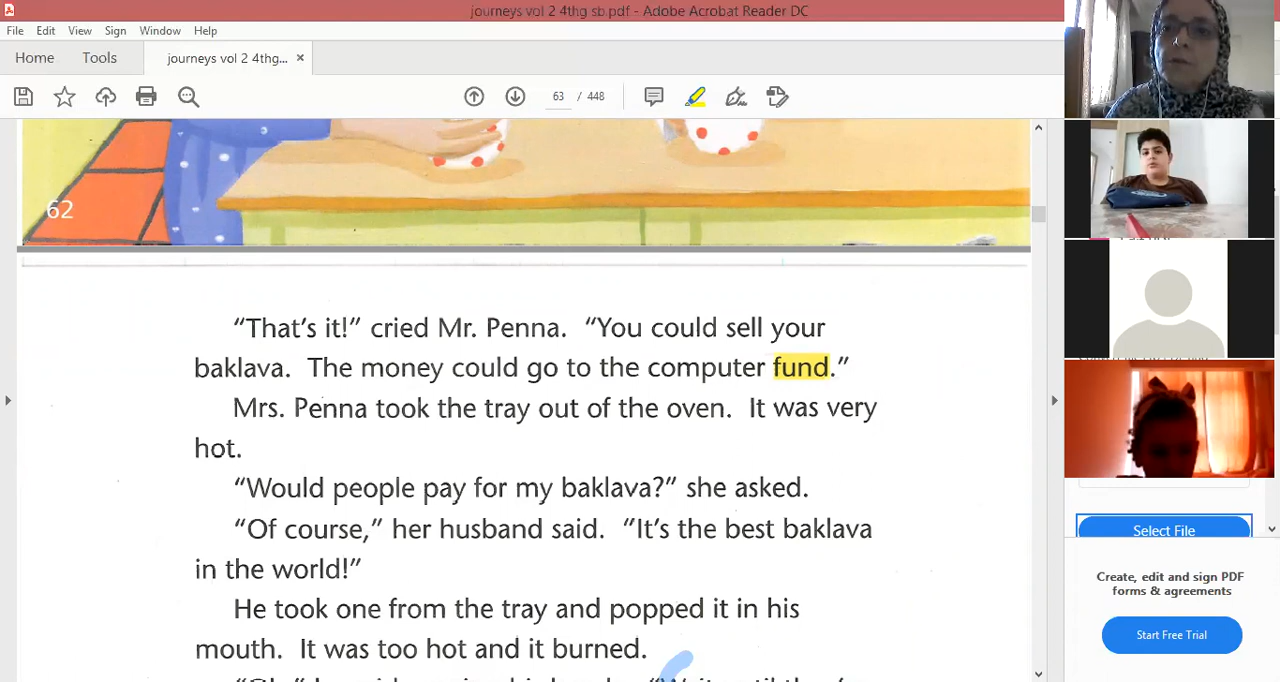 journeys vol 2 4thg sb.pdf - Adobe Acrobat Reader DC
File Edit View Sign Window Help
Home Tools journeys vol 2 4thg... ×
63 / 448
62
“That’s it!” cried Mr. Penna. “You could sell your
baklava. The money could go to the computer fund.”
Mrs. Penna took the tray out of the oven. It was very
hot.
“Would people pay for my baklava?” she asked.
“Of course,” her husband said. “It’s the best baklava
in the world!”
He took one from the tray and popped it in his
mouth. It was too hot and it burned.
Select File
Create, edit and sign PDF
forms & agreements
Start Free Trial